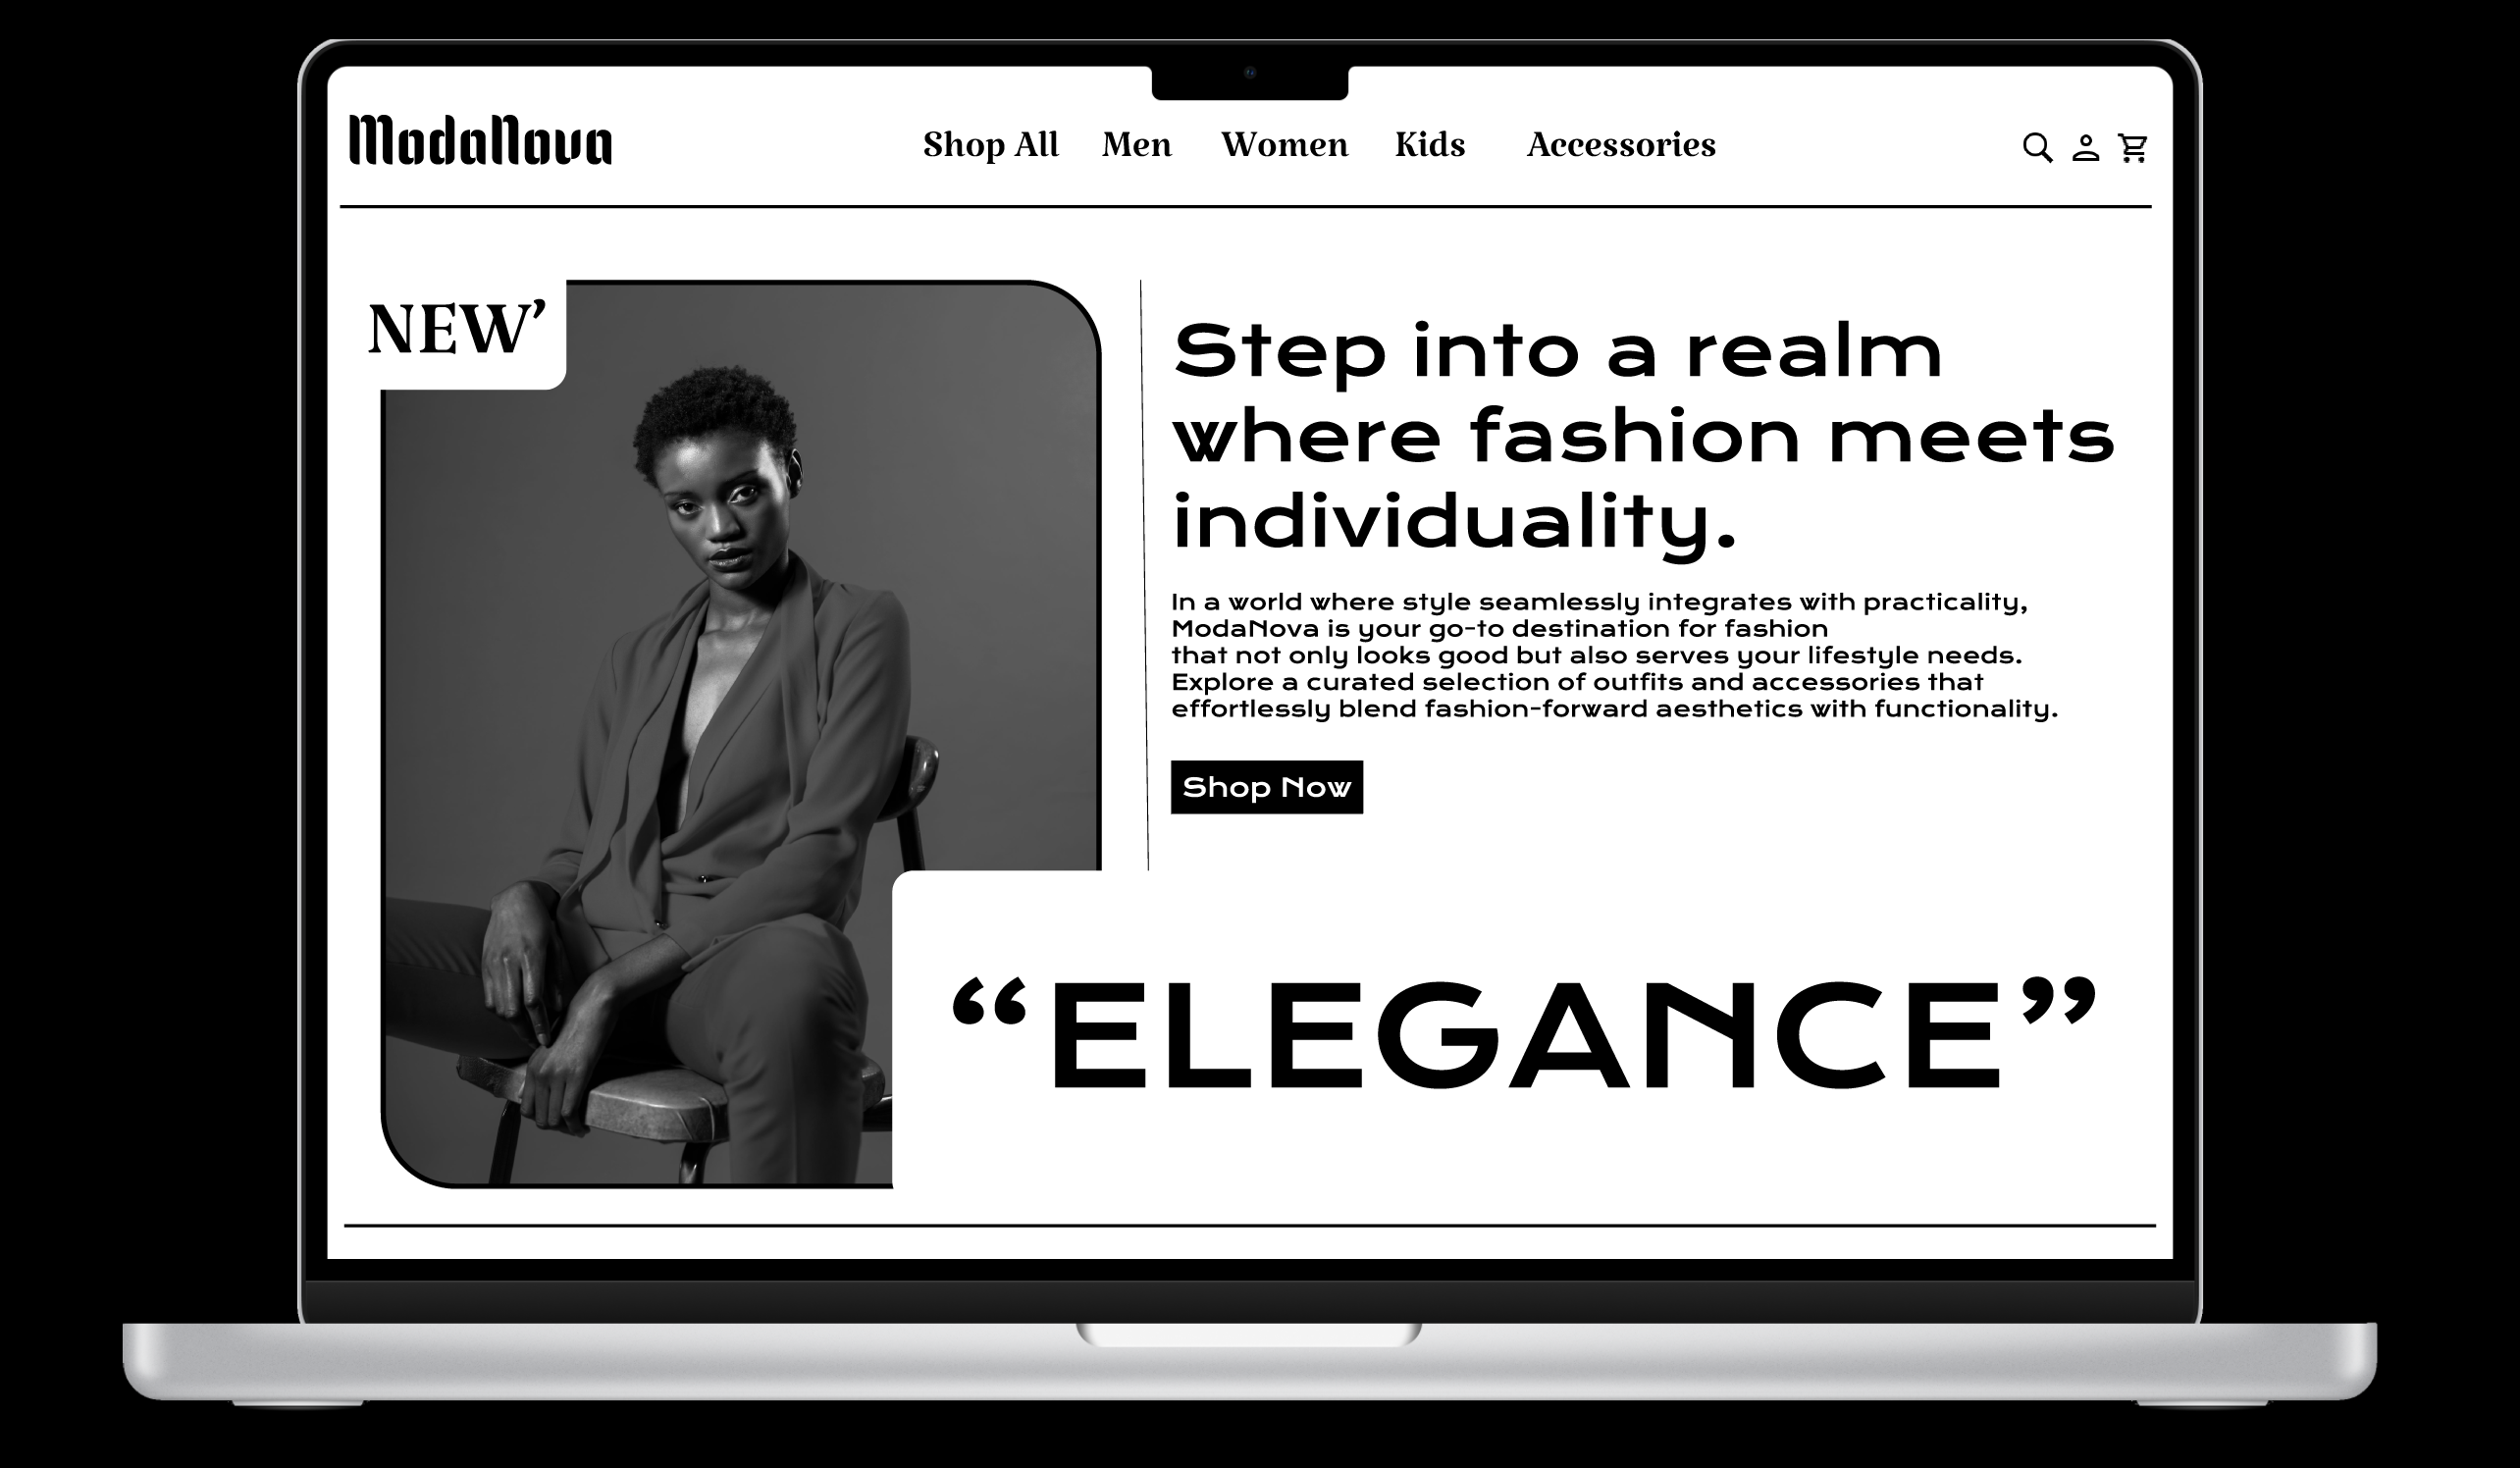 ModaNova
Shop All Men Women Kids Accessories
NEW’
Step into a realm
where fashion meets
individuality.
In a world where style seamlessly integrates with practicality,
ModaNova is your go-to destination for fashion
that not only looks good but also serves your lifestyle needs.
Explore a curated selection of outfits and accessories that
effortlessly blend fashion-forward aesthetics with functionality.
Shop Now
“ELEGANCE”